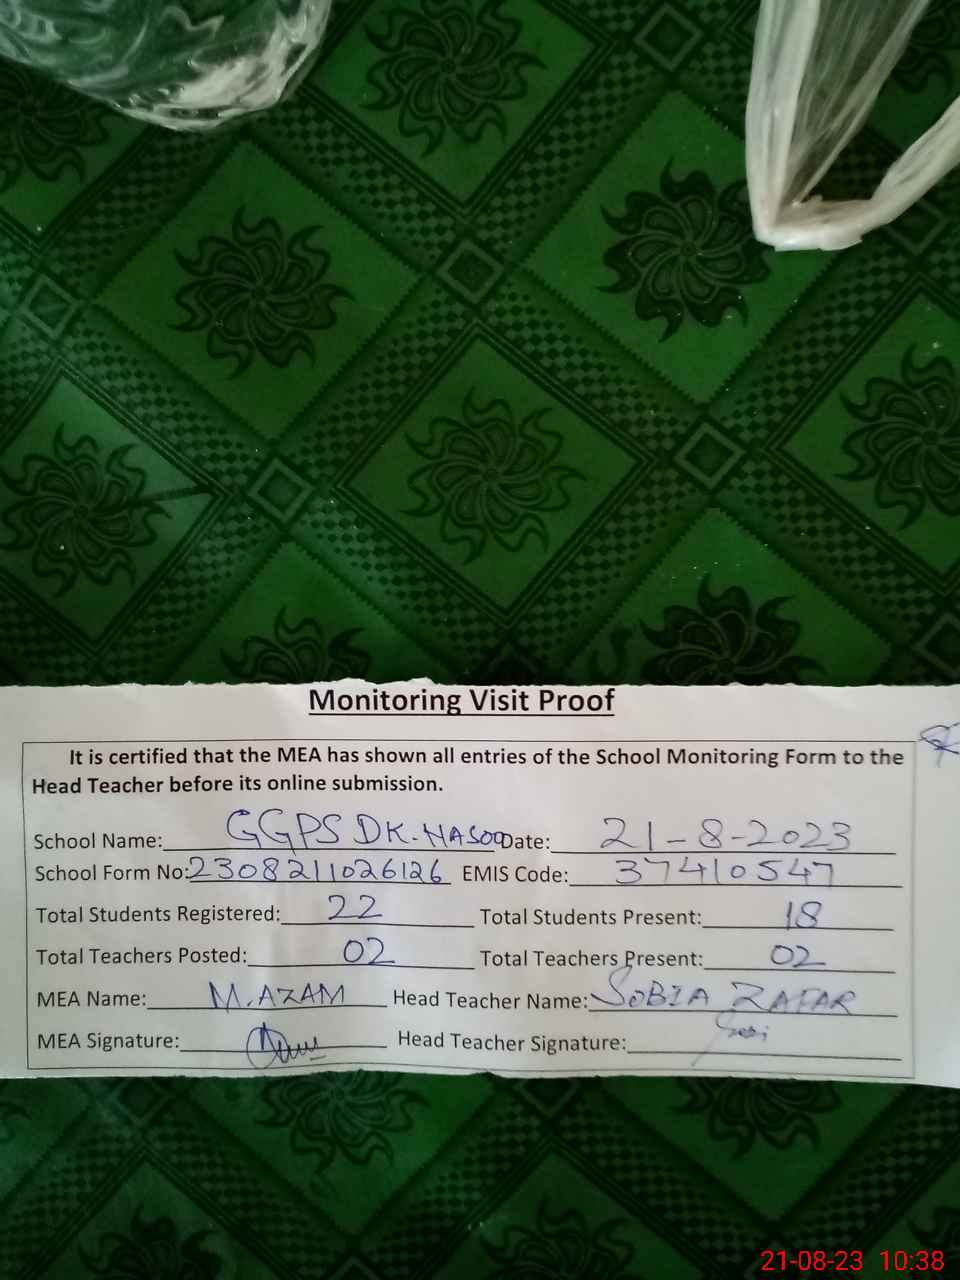 Monitoring Visit Proof
It is certified that the MEA has shown all entries of the School Monitoring Form to the
Head Teacher before its online submission.
School Name: GGPS DK. NASOO Date: 21-8-2023
School Form No: 2308211026126 EMIS Code: 37410547
Total Students Registered: 22 Total Students Present: 18
Total Teachers Posted: 02 Total Teachers Present: 02
MEA Name: M. AZAM Head Teacher Name: SOBIA ZAFAR
MEA Signature: Head Teacher Signature:
21-08-23 10:38